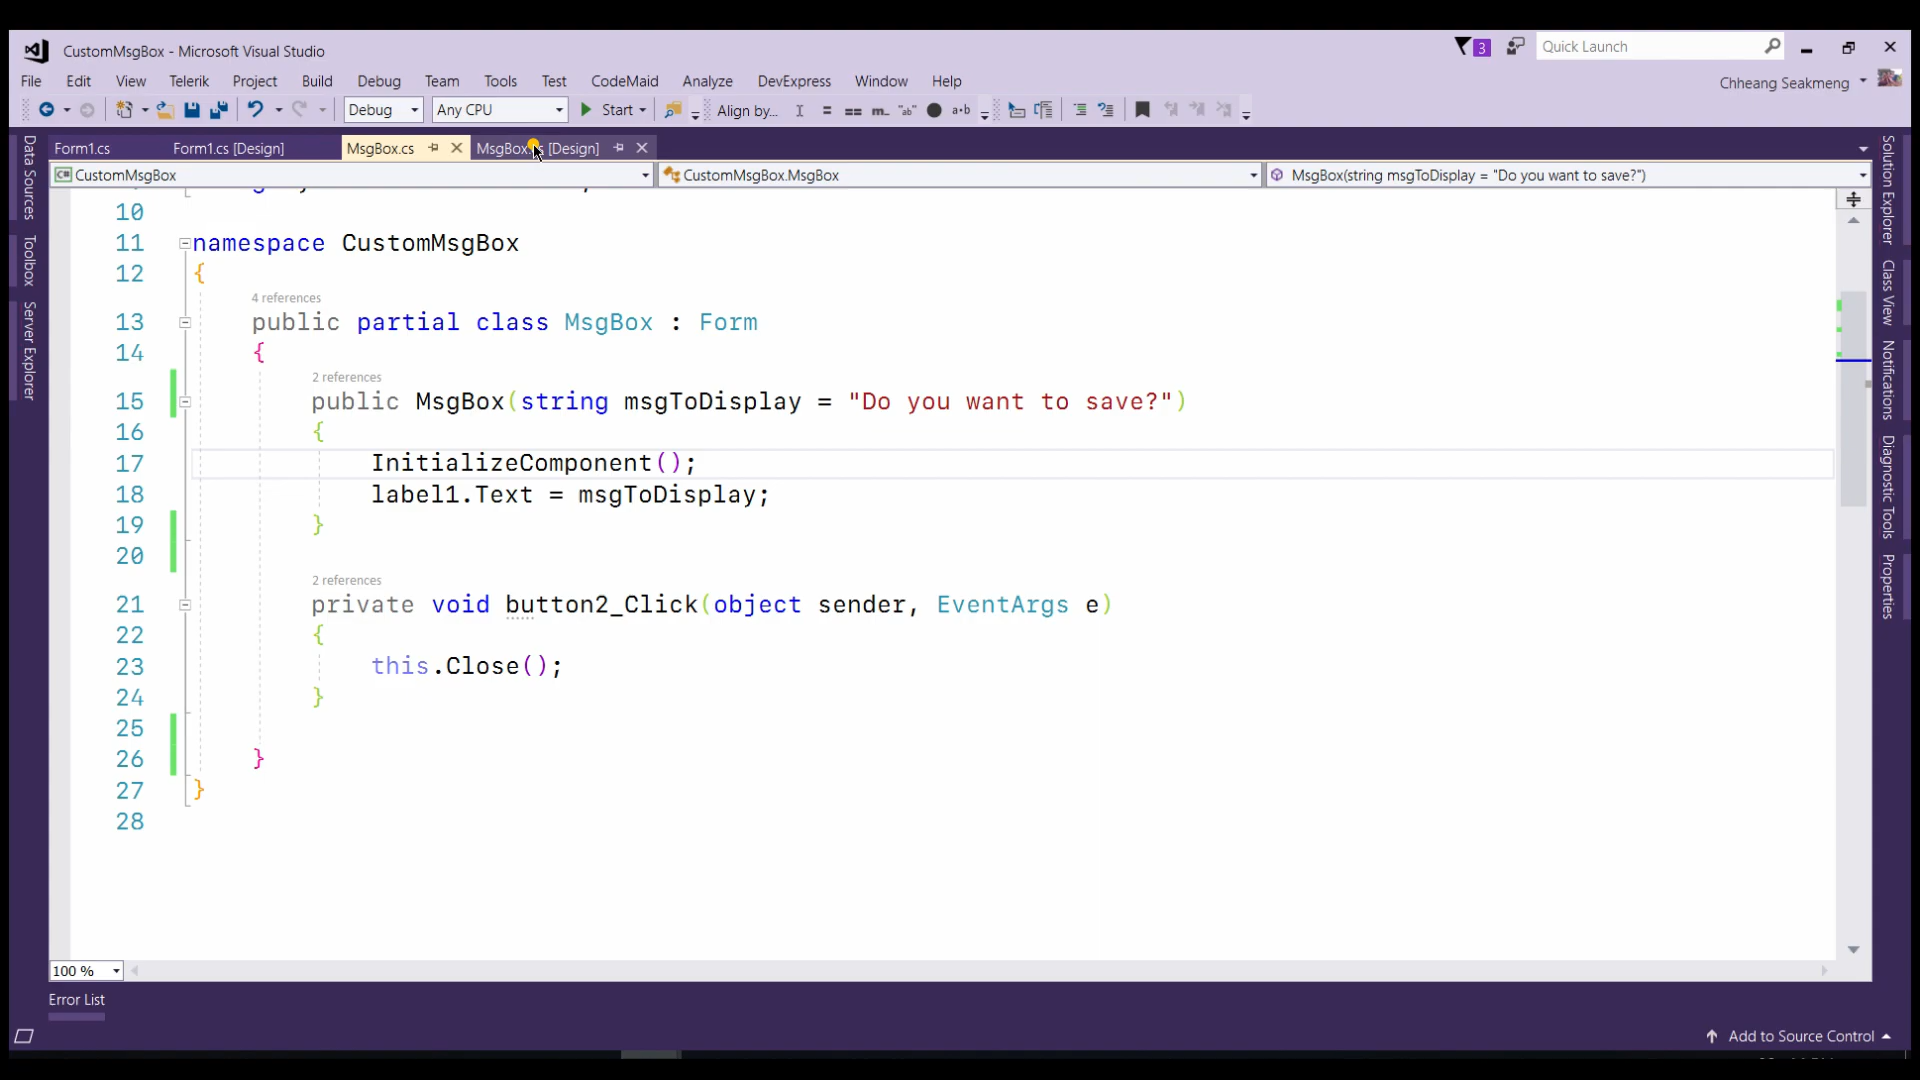 CustomMsgBox - Microsoft Visual Studio
3
Quick Launch
File Edit View Telerik Project Build Debug Team Tools Test CodeMaid Analyze DevExpress Window Help
Chheang Seakmeng
Debug Any CPU Start Align by...
Form1.cs Form1.cs [Design] MsgBox.cs MsgBox. [Design]
CustomMsgBox CustomMsgBox.MsgBox MsgBox(string msgToDisplay = "Do you want to save?")
Data Sources
Toolbox
Server Explorer
10
11 namespace CustomMsgBox
12 {
4 references
13 public partial class MsgBox : Form
14 {
2 references
15 public MsgBox(string msgToDisplay = "Do you want to save?")
16 {
17 InitializeComponent();
18 label1.Text = msgToDisplay;
19 }
20
2 references
21 private void button2_Click(object sender, EventArgs e)
22 {
23 this.Close();
24 }
25
26 }
27 }
28
Solution Explorer
Class View
Notifications
Diagnostic Tools
Properties
100 %
Error List
Add to Source Control